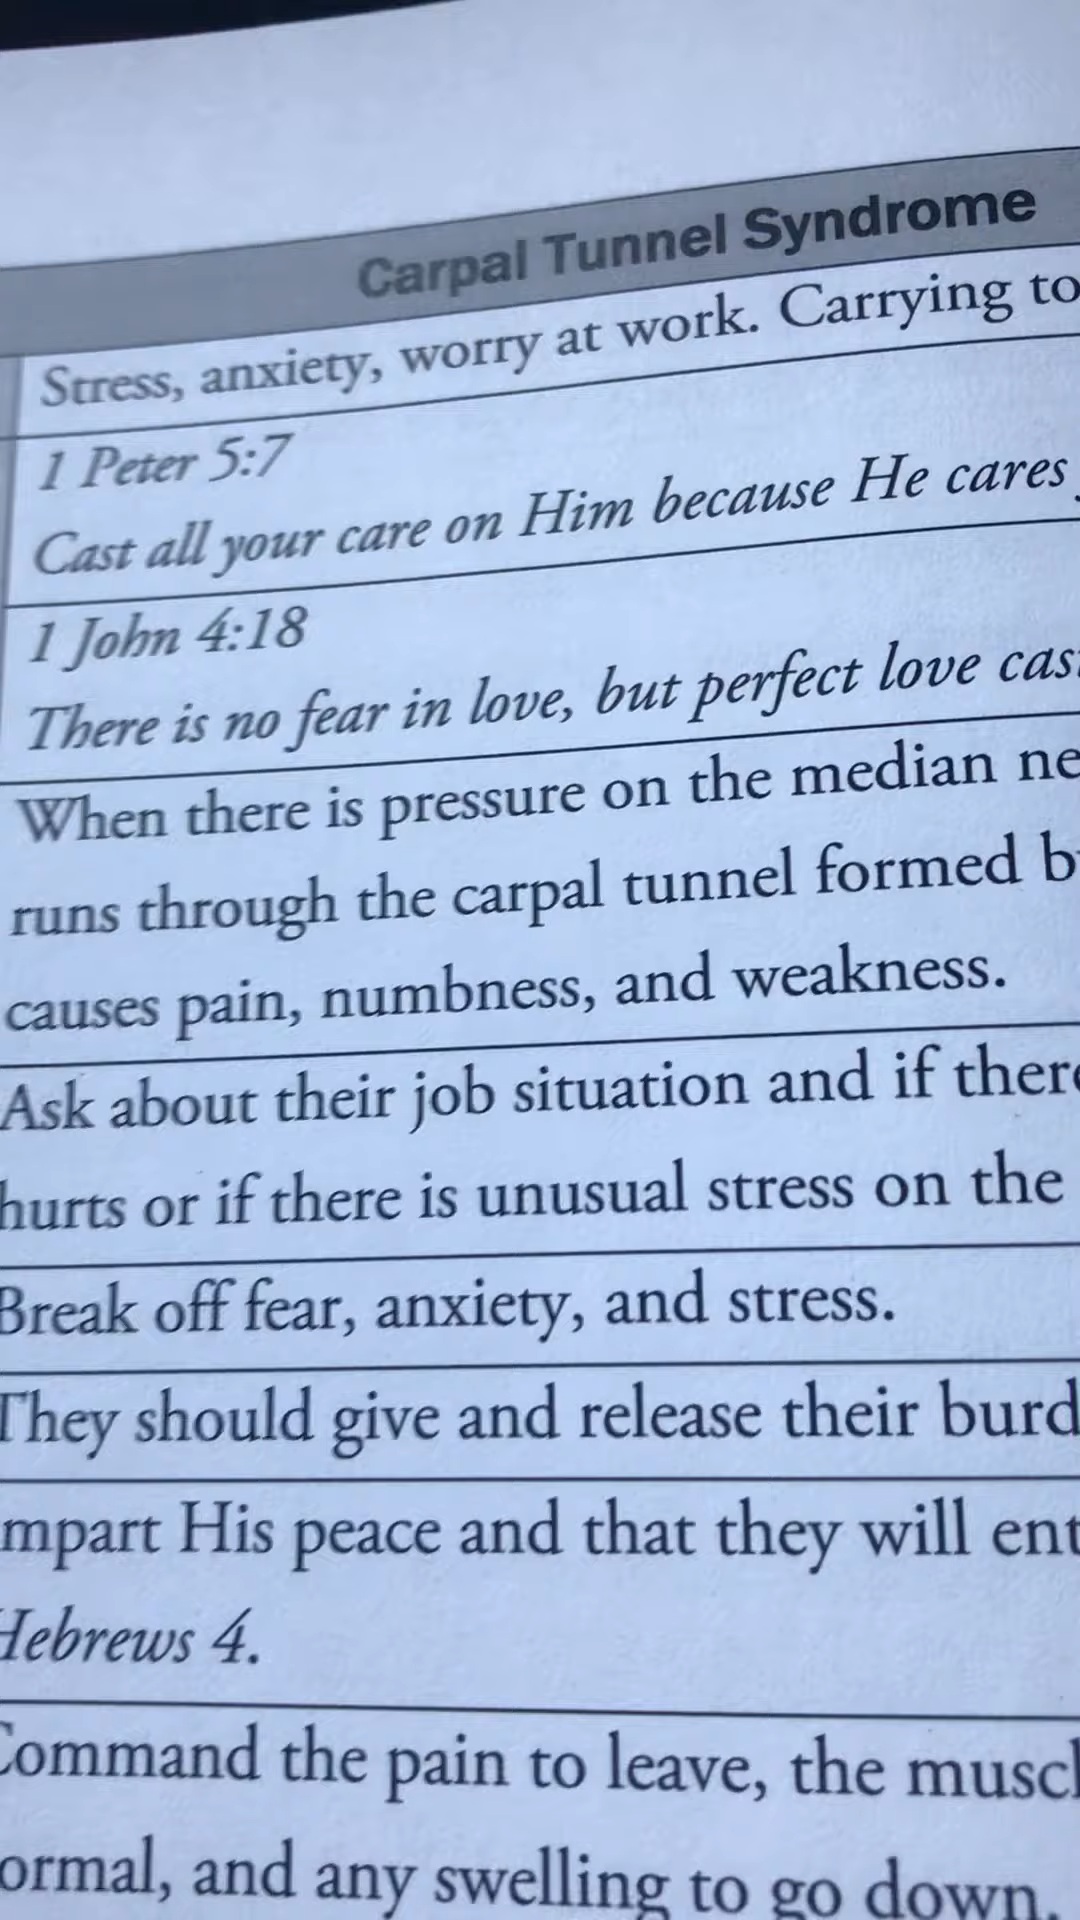 Carpal Tunnel Syndrome
Stress, anxiety, worry at work. Carrying to
1 Peter 5:7
Cast all your care on Him because He cares
1 John 4:18
There is no fear in love, but perfect love cas
When there is pressure on the median ne
runs through the carpal tunnel formed b
causes pain, numbness, and weakness.
Ask about their job situation and if there
hurts or if there is unusual stress on the
Break off fear, anxiety, and stress.
They should give and release their burd
mpart His peace and that they will ent
Hebrews 4.
Command the pain to leave, the muscl
ormal, and any swelling to go down.